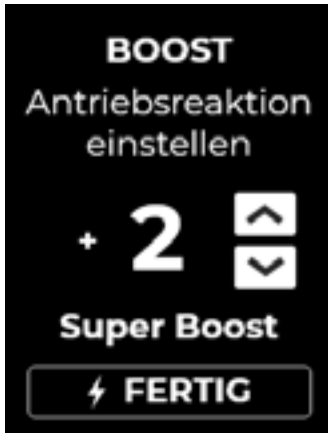 BOOST
Antriebsreaktion
einstellen
+ 2
Super Boost
FERTIG